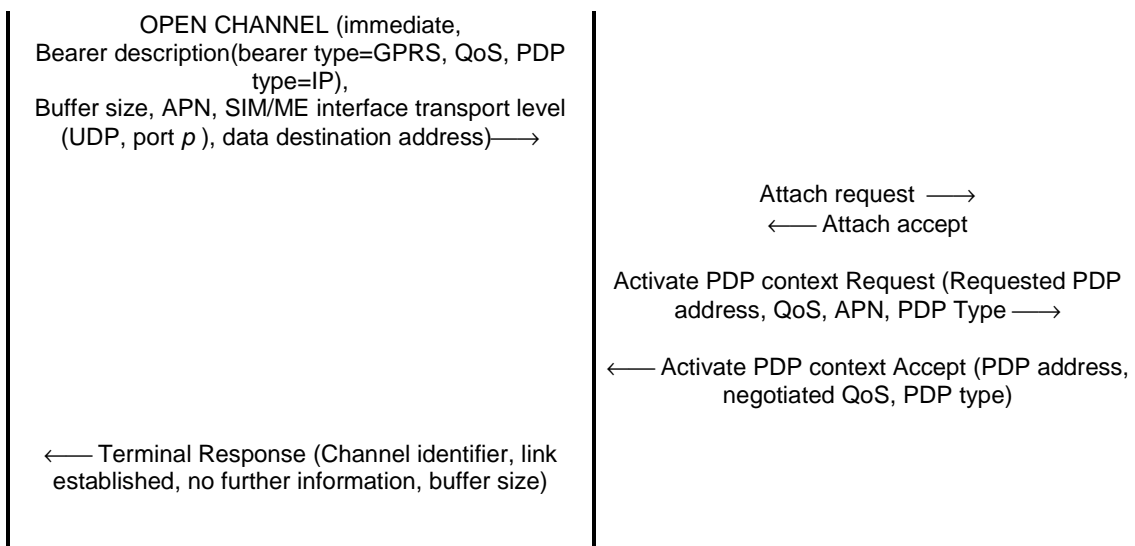 OPEN CHANNEL (immediate,
Bearer description(bearer type=GPRS, QoS, PDP
type=IP),
Buffer size, APN, SIM/ME interface transport level
(UDP, port p ), data destination address)⟶
Attach request ⟶
⟵ Attach accept
Activate PDP context Request (Requested PDP
address, QoS, APN, PDP Type ⟶
⟵ Activate PDP context Accept (PDP address,
negotiated QoS, PDP type)
⟵ Terminal Response (Channel identifier, link
established, no further information, buffer size)